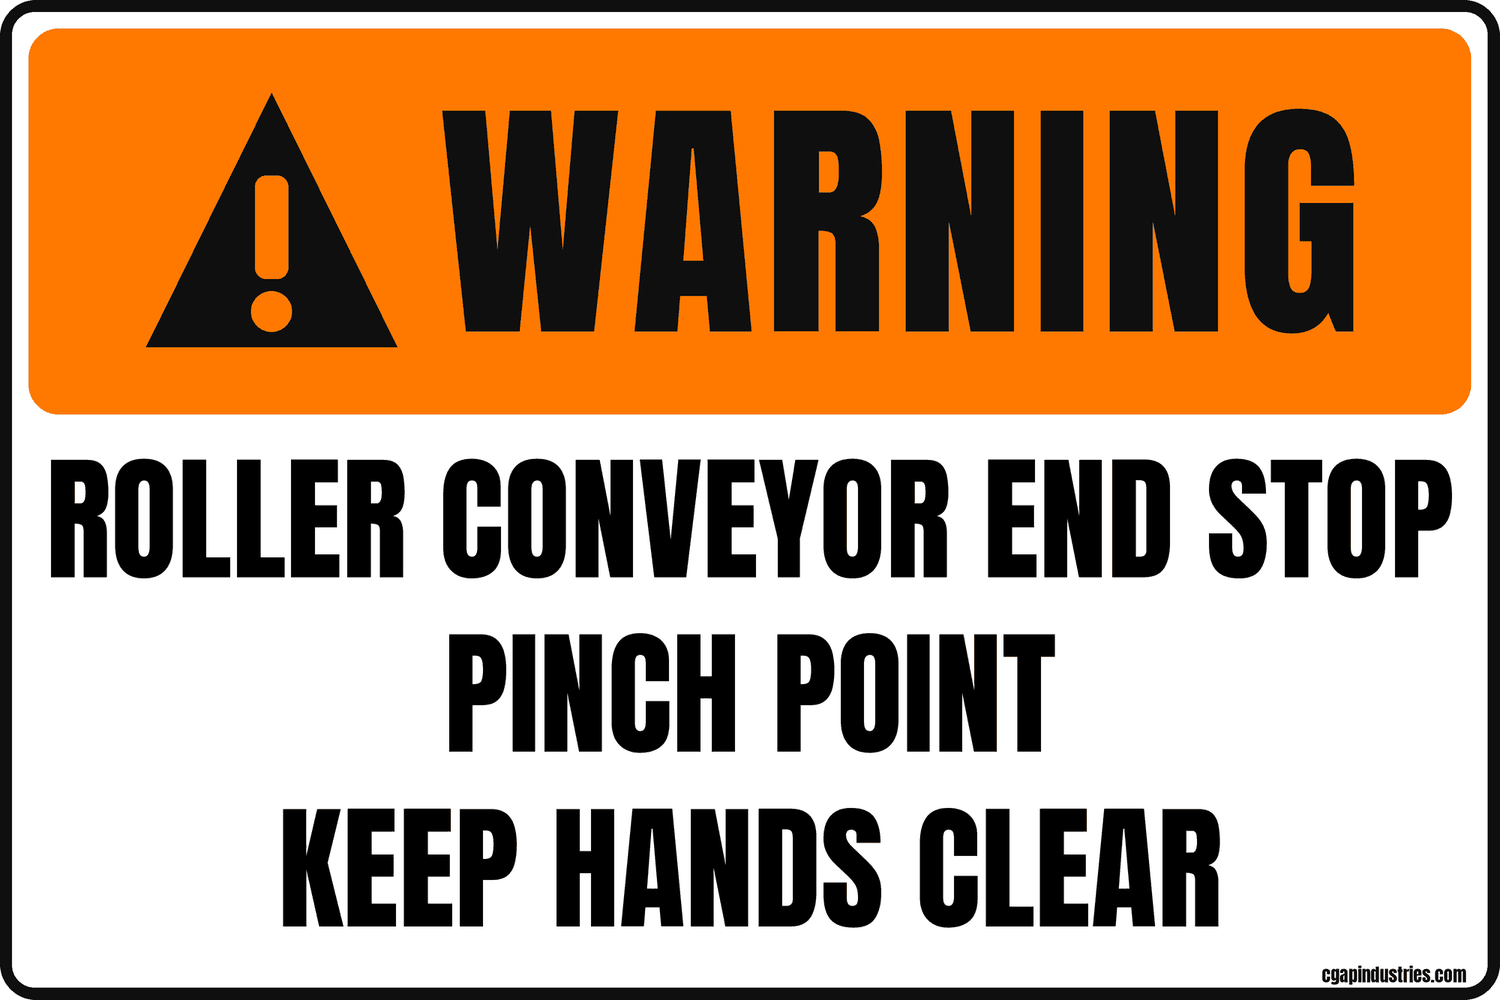 WARNING
ROLLER CONVEYOR END STOP
PINCH POINT
KEEP HANDS CLEAR
cgapindustries.com